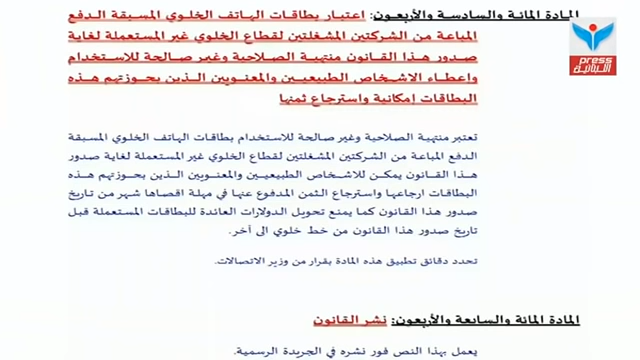 المادة المائة والسادسة والأربعون: اعتبار بطاقات الهاتف الخلوي المسبقة الدفع
المباعة من الشركتين المشغلتين لقطاع الخلوي غير المستعملة لغاية
صدور هذا القانون منتهية الصلاحية وغير صالحة للاستخدام
واعطاء الاشخاص الطبيعيين والمعنويين الذين بحوزتهم هذه
البطاقات إمكانية واسترجاع ثمنها
تعتبر منتهية الصلاحية وغير صالحة للاستخدام بطاقات الهاتف الخلوي المسبقة
الدفع المباعة من الشركتين المشغلتين لقطاع الخلوي غير المستعملة لغاية صدور
هذا القانون يمكن للاشخاص الطبيعيين والمعنويين الذين بحوزتهم هذه
البطاقات ارجاعها واسترجاع الثمن المدفوع عنها في مهلة اقصاها شهر من تاريخ
صدور هذا القانون كما يمنع تحويل الدولارات العائدة للبطاقات المستعملة قبل
تاريخ صدور هذا القانون من خط خلوي الى آخر.
تحدد دقائق تطبيق هذه المادة بقرار من وزير الاتصالات.
المادة المائة والسابعة والأربعون: نشر القانون
يعمل بهذا النص فور نشره في الجريدة الرسمية.
press
اللبنانية